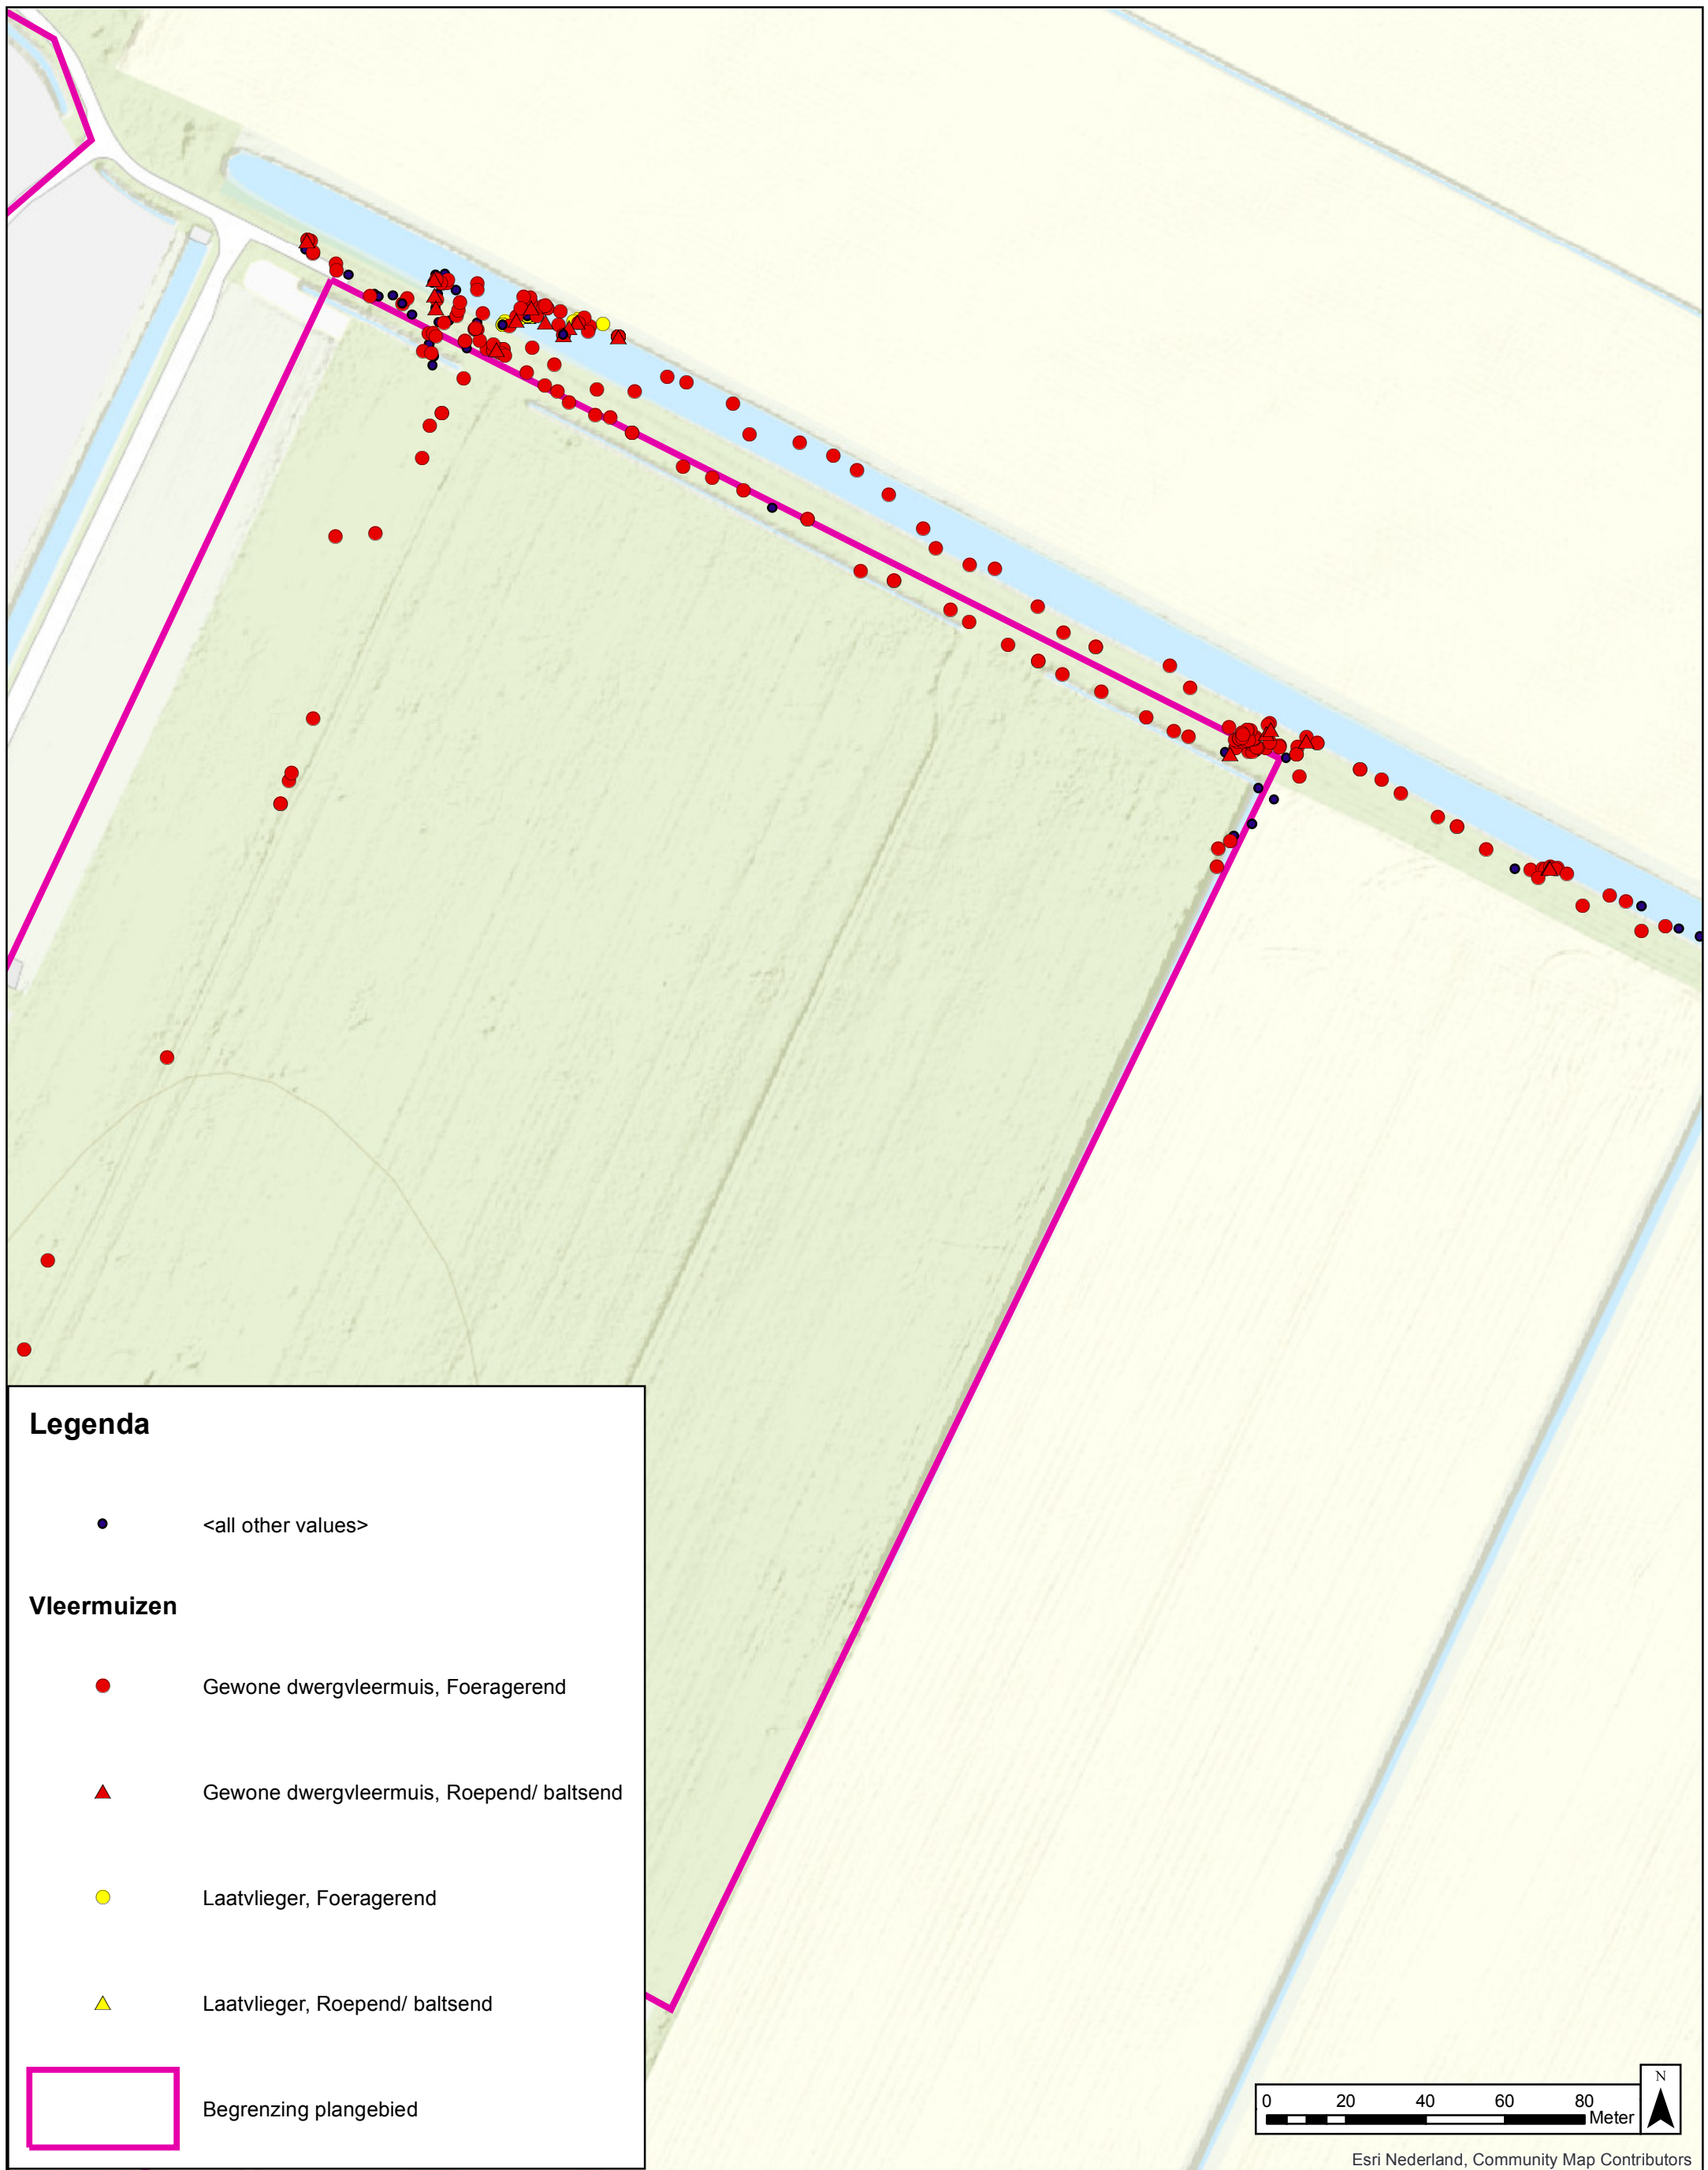 Legenda
<all other values>
Vleermuizen
Gewone dwergvleermuis, Foeragerend
Gewone dwergvleermuis, Roepend/ baltsend
Laatvlieger, Foeragerend
Laatvlieger, Roepend/ baltsend
Begrenzing plangebied
0 20 40 60 80
Meter
N
Esri Nederland, Community Map Contributors